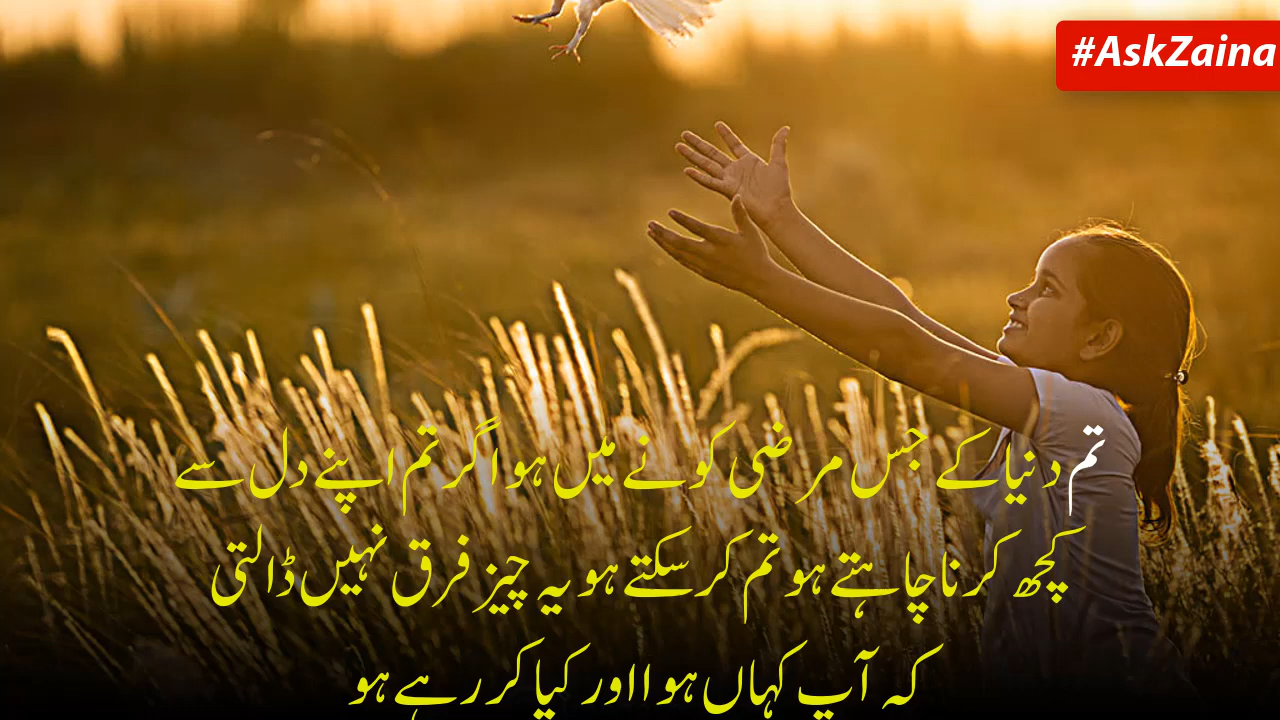 #AskZaina
تم دنیا کے جس مرضی کونے میں ہو اگر تم اپنے دل سے
کچھ کرنا چاہتے ہو تم کر سکتے ہو یہ چیز فرق نہیں ڈالتی
کہ آپ کہاں ہو ااور کیا کر رہے ہو